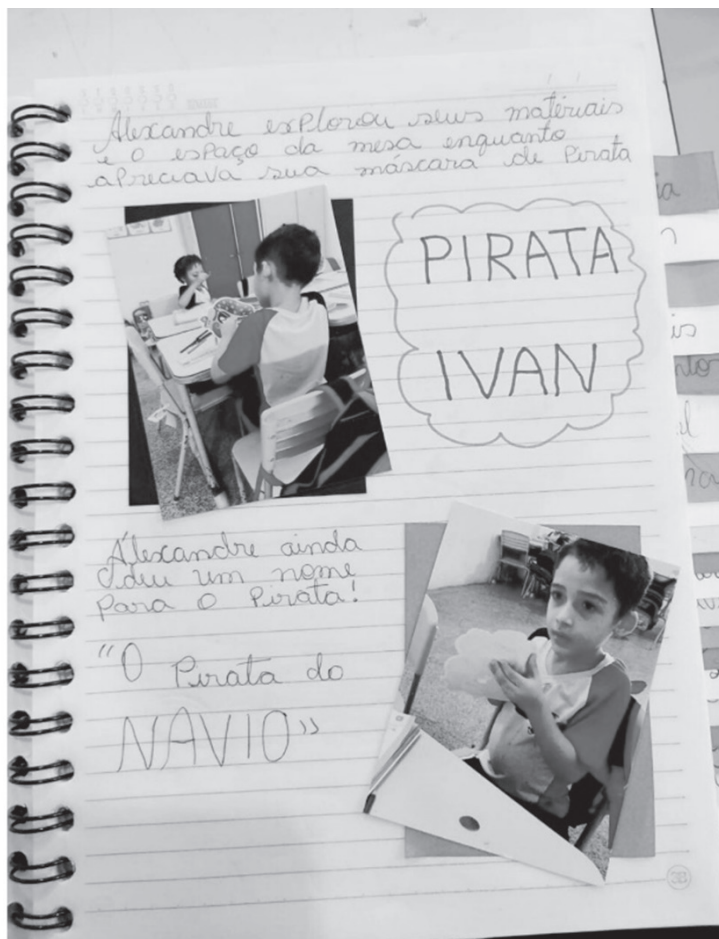 Alexandre explorou seus materiais
e o espaço da mesa enquanto
apreciava sua máscara de Pirata
PIRATA
IVAN
Alexandre ainda
deu um nome
para o Pirata!
"O Pirata do
NAVIO"
3B